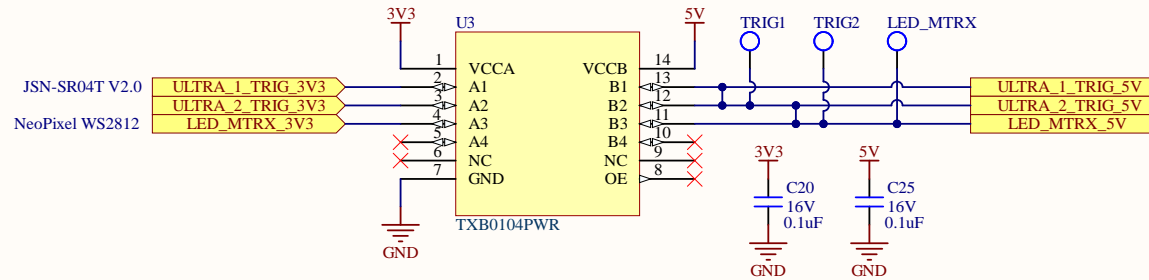 3V3
U3
5V
TRIG1
TRIG2
LED_MTRX
1
VCCA
VCCB
14
JSN-SR04T V2.0
ULTRA_1_TRIG_3V3
2
A1
B1
13
ULTRA_1_TRIG_5V
ULTRA_2_TRIG_3V3
3
A2
B2
12
ULTRA_2_TRIG_5V
NeoPixel WS2812
LED_MTRX_3V3
4
A3
B3
11
LED_MTRX_5V
5
A4
B4
10
6
NC
NC
9
7
GND
OE
8
TXB0104PWR
GND
3V3
C20
16V
0.1uF
GND
5V
C25
16V
0.1uF
GND